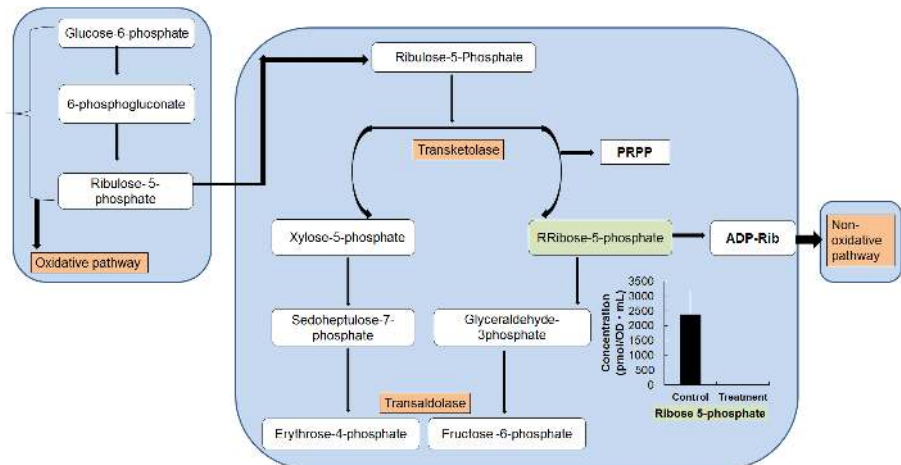 Glucose-6-phosphate
6-phosphogluconate
Ribulose- 5-
phosphate
Oxidative pathway
Ribulose-5-Phosphate
Transketolase
PRPP
Xylose-5-phosphate
RRibose-5-phosphate
ADP-Rib
Non-
oxidative
pathway
Sedoheptulose-7-
phosphate
Glyceraldehyde-
3phosphate
Transaldolase
Erythrose-4-phosphate
Fructose -6-phosphate
Concentration
(pmol/OD・mL)
3500
3000
2500
2000
1500
1000
500
0
Control Treatment
Ribose 5-phosphate